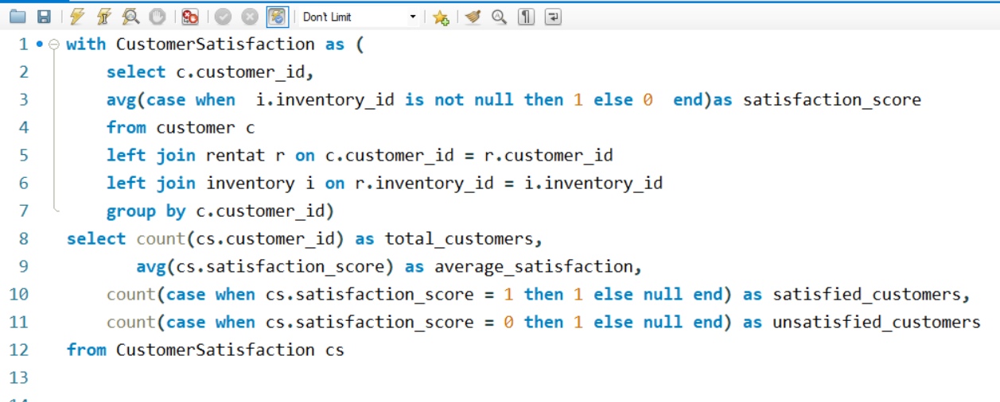 Don't Limit
1 with CustomerSatisfaction as (
2 select c.customer_id,
3 avg(case when  i.inventory_id is not null then 1 else 0  end)as satisfaction_score
4 from customer c
5 left join rentat r on c.customer_id = r.customer_id
6 left join inventory i on r.inventory_id = i.inventory_id
7 group by c.customer_id)
8 select count(cs.customer_id) as total_customers,
9 avg(cs.satisfaction_score) as average_satisfaction,
10 count(case when cs.satisfaction_score = 1 then 1 else null end) as satisfied_customers,
11 count(case when cs.satisfaction_score = 0 then 1 else null end) as unsatisfied_customers
12 from CustomerSatisfaction cs
13